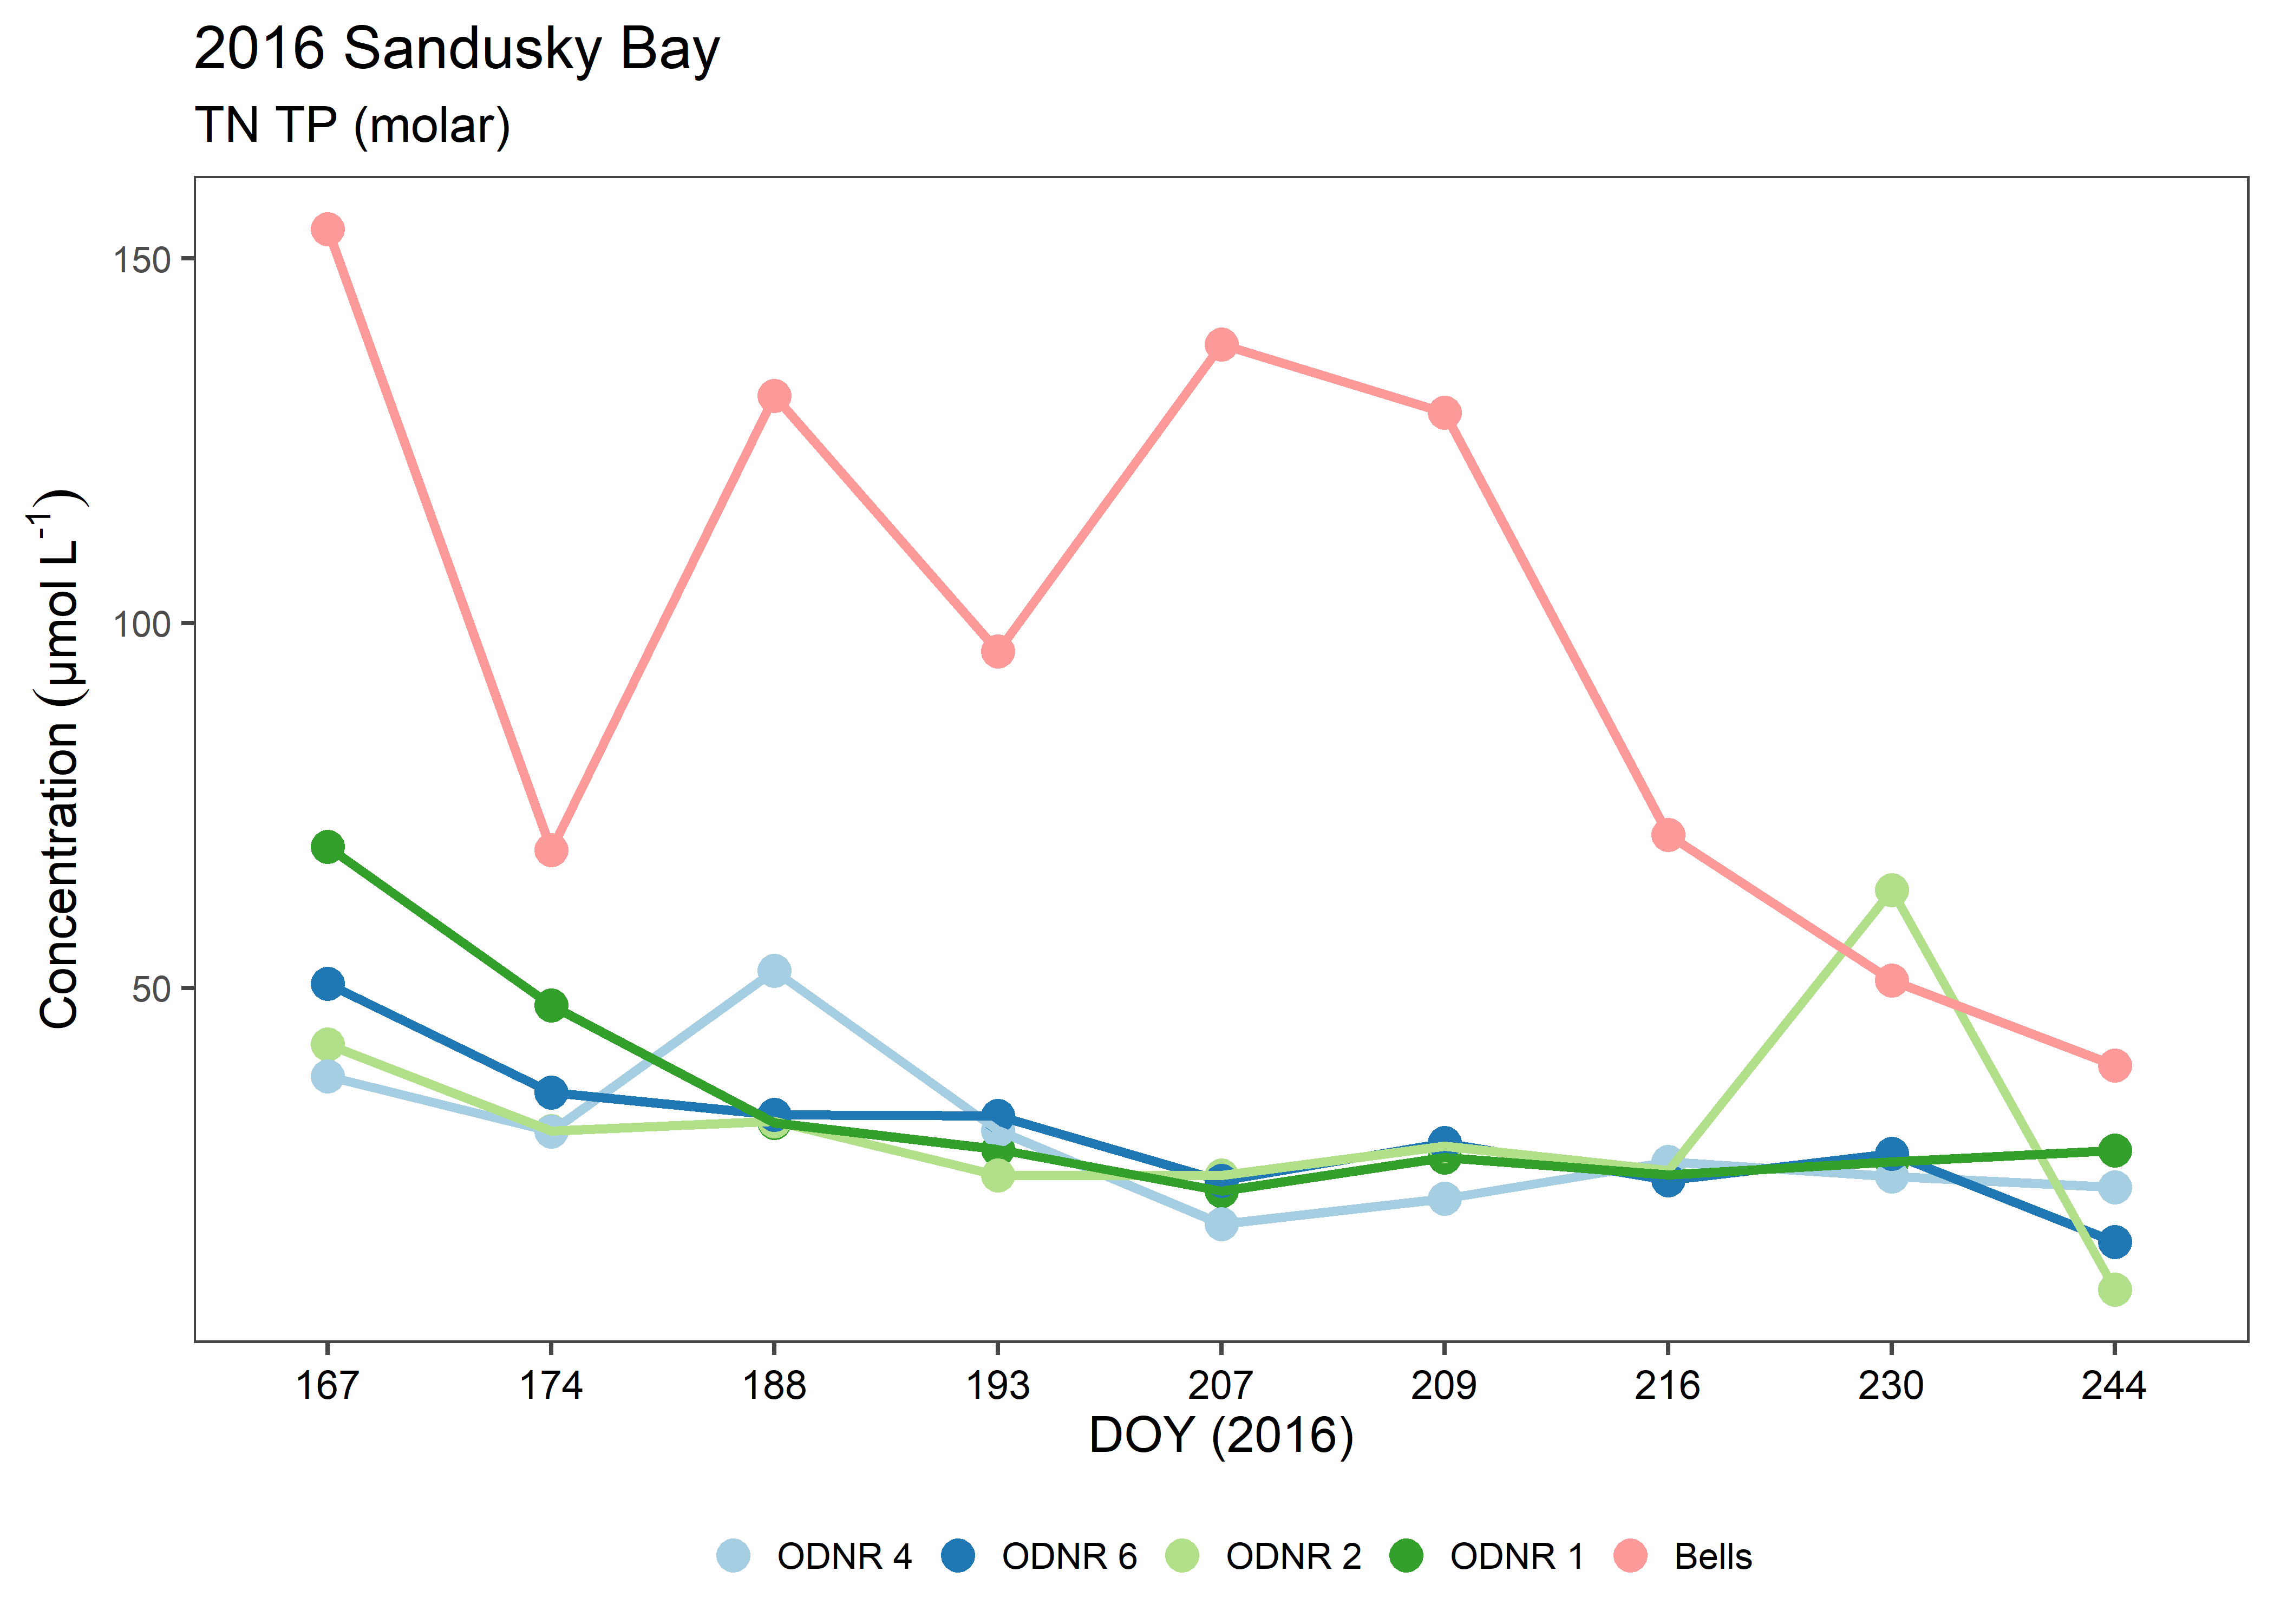 2016 Sandusky Bay
TN TP (molar)
Concentration (µmol L⁻¹)
150
100
50
167 174 188 193 207 209 216 230 244
DOY (2016)
ODNR 4 ODNR 6 ODNR 2 ODNR 1 Bells